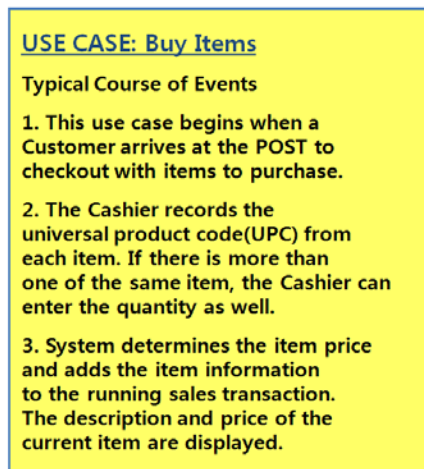 USE CASE: Buy Items
Typical Course of Events
1. This use case begins when a
Customer arrives at the POST to
checkout with items to purchase.
2. The Cashier records the
universal product code(UPC) from
each item. If there is more than
one of the same item, the Cashier can
enter the quantity as well.
3. System determines the item price
and adds the item information
to the running sales transaction.
The description and price of the
current item are displayed.